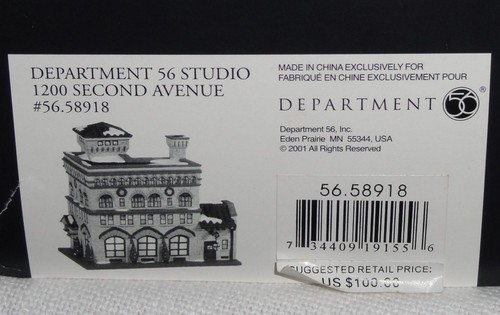 DEPARTMENT 56 STUDIO
1200 SECOND AVENUE
#56.58918
MADE IN CHINA EXCLUSIVELY FOR
FABRIQUÉ EN CHINE EXCLUSIVEMENT POUR
DEPARTMENT 56®
Department 56, Inc.
Eden Prairie MN 55344, USA
© 2001 All Rights Reserved
56.58918
7 34409 19155 6
SUGGESTED RETAIL PRICE:
US $100.00